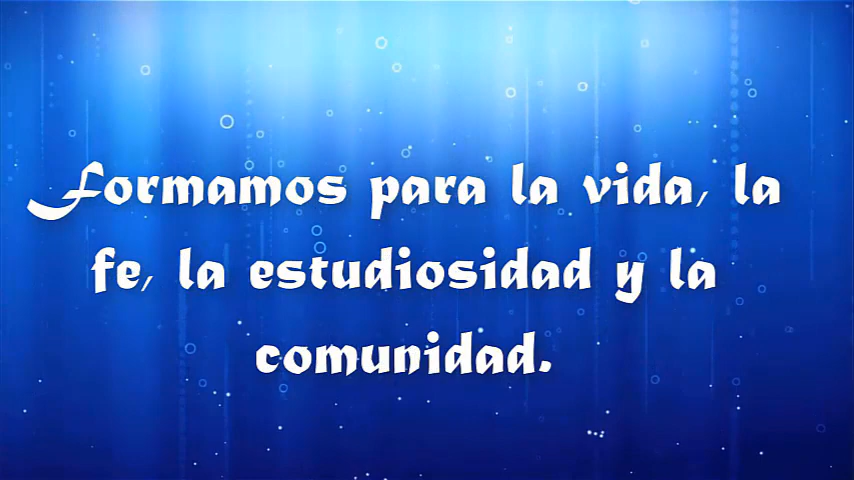 Formamos para la vida, la
fe, la estudiosidad y la
comunidad.